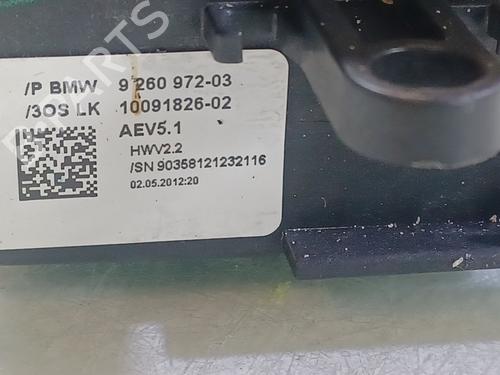 /P BMW 9 260 972-03
/3OS LK 10091826-02
AEV5.1
HWV2.2
/SN 90358121232116
02.05.2012:20
PARTS